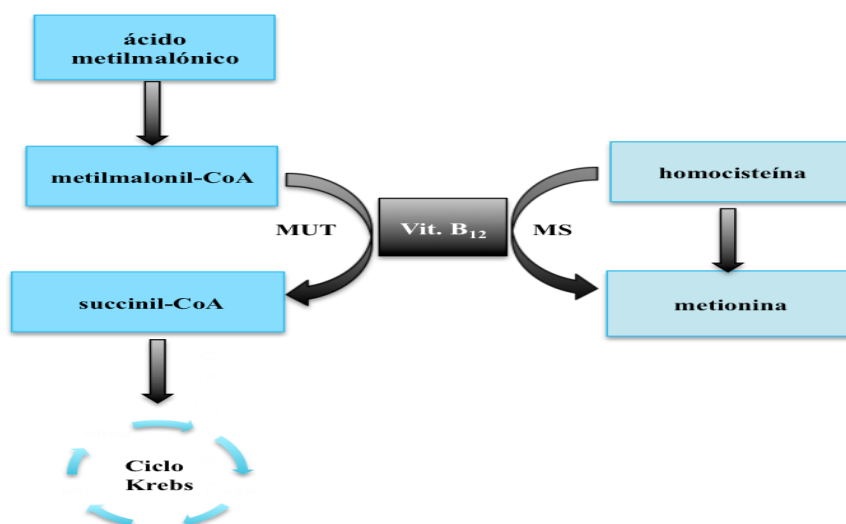 ácido
metilmalónico
metilmalonil-CoA
MUT
Vit. B₁₂
MS
homocisteína
succinil-CoA
metionina
Ciclo
Krebs